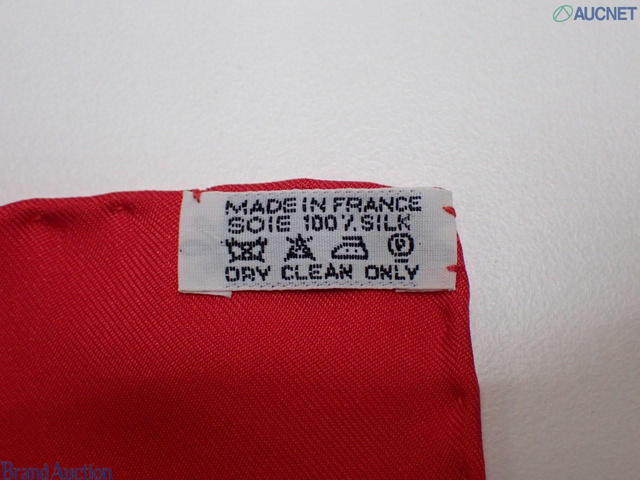 AUCNET
MADE IN FRANCE
SOIE 100% SILK
P
DRY CLEAN ONLY
Brand Auction